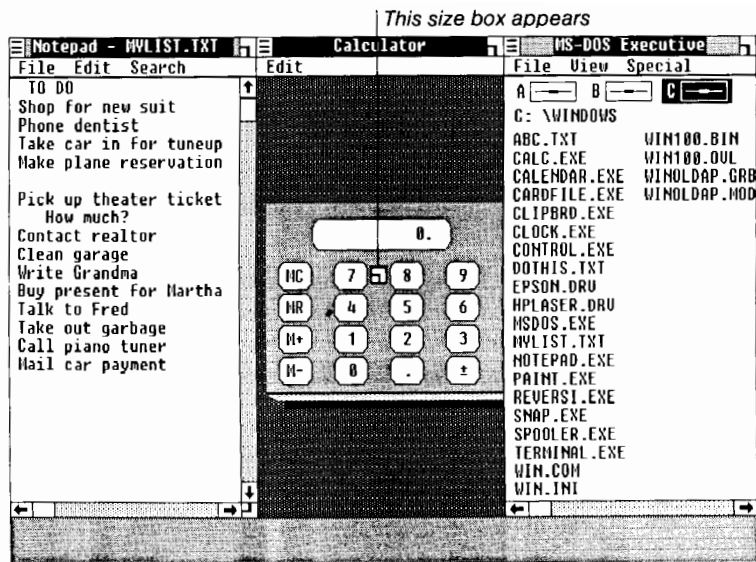 This size box appears
Notepad - MYLIST.TXT
File Edit Search
TO DO
Shop for new suit
Phone dentist
Take car in for tuneup
Make plane reservation
Pick up theater ticket
How much?
Contact realtor
Clean garage
Write Grandma
Buy present for Martha
Talk to Fred
Take out garbage
Call piano tuner
Mail car payment
Calculator
Edit
0.
MC 7 8 9
MR 4 5 6
M+ 1 2 3
M- 0 . ±
MS-DOS Executive
File View Special
A B C
C: \WINDOWS
ABC.TXT WIN100.BIN
CALC.EXE WIN100.OVL
CALENDAR.EXE WINOLDAP.GRB
CARDFILE.EXE WINOLDAP.MOD
CLIPBRD.EXE
CLOCK.EXE
CONTROL.EXE
DOTHIS.TXT
EPSON.DRV
HPLASER.DRV
MSDOS.EXE
MYLIST.TXT
NOTEPAD.EXE
PAINT.EXE
REVERSI.EXE
SNAP.EXE
SPOOLER.EXE
TERMINAL.EXE
WIN.COM
WIN.INI